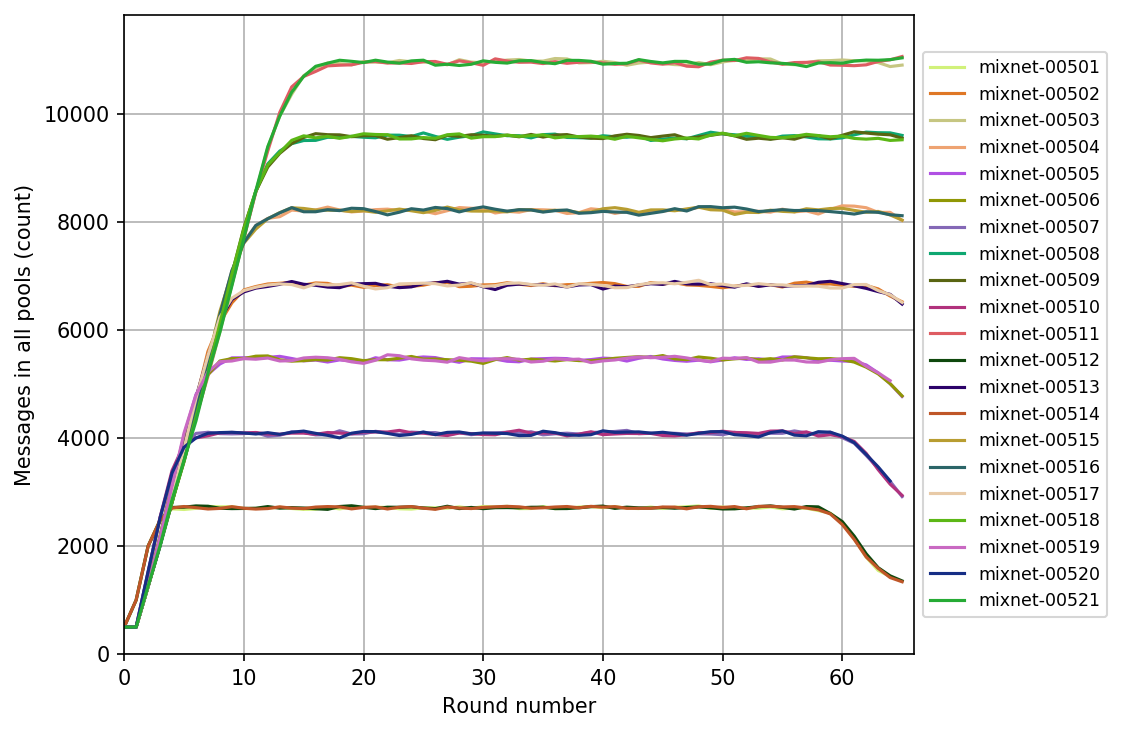 10000
8000
6000
4000
2000
0
Messages in all pools (count)
0 10 20 30 40 50 60
Round number
mixnet-00501
mixnet-00502
mixnet-00503
mixnet-00504
mixnet-00505
mixnet-00506
mixnet-00507
mixnet-00508
mixnet-00509
mixnet-00510
mixnet-00511
mixnet-00512
mixnet-00513
mixnet-00514
mixnet-00515
mixnet-00516
mixnet-00517
mixnet-00518
mixnet-00519
mixnet-00520
mixnet-00521